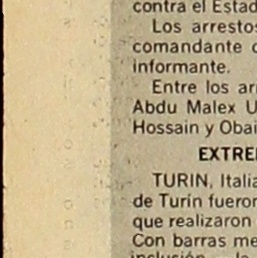 contra el Estad
Los arrestos
comandante
informante.
Entre los ar
Abdu Malex U
Hossain y Obai
EXTRE
TURIN, Italia
de Turín fueron
que realizaron
Con barras me